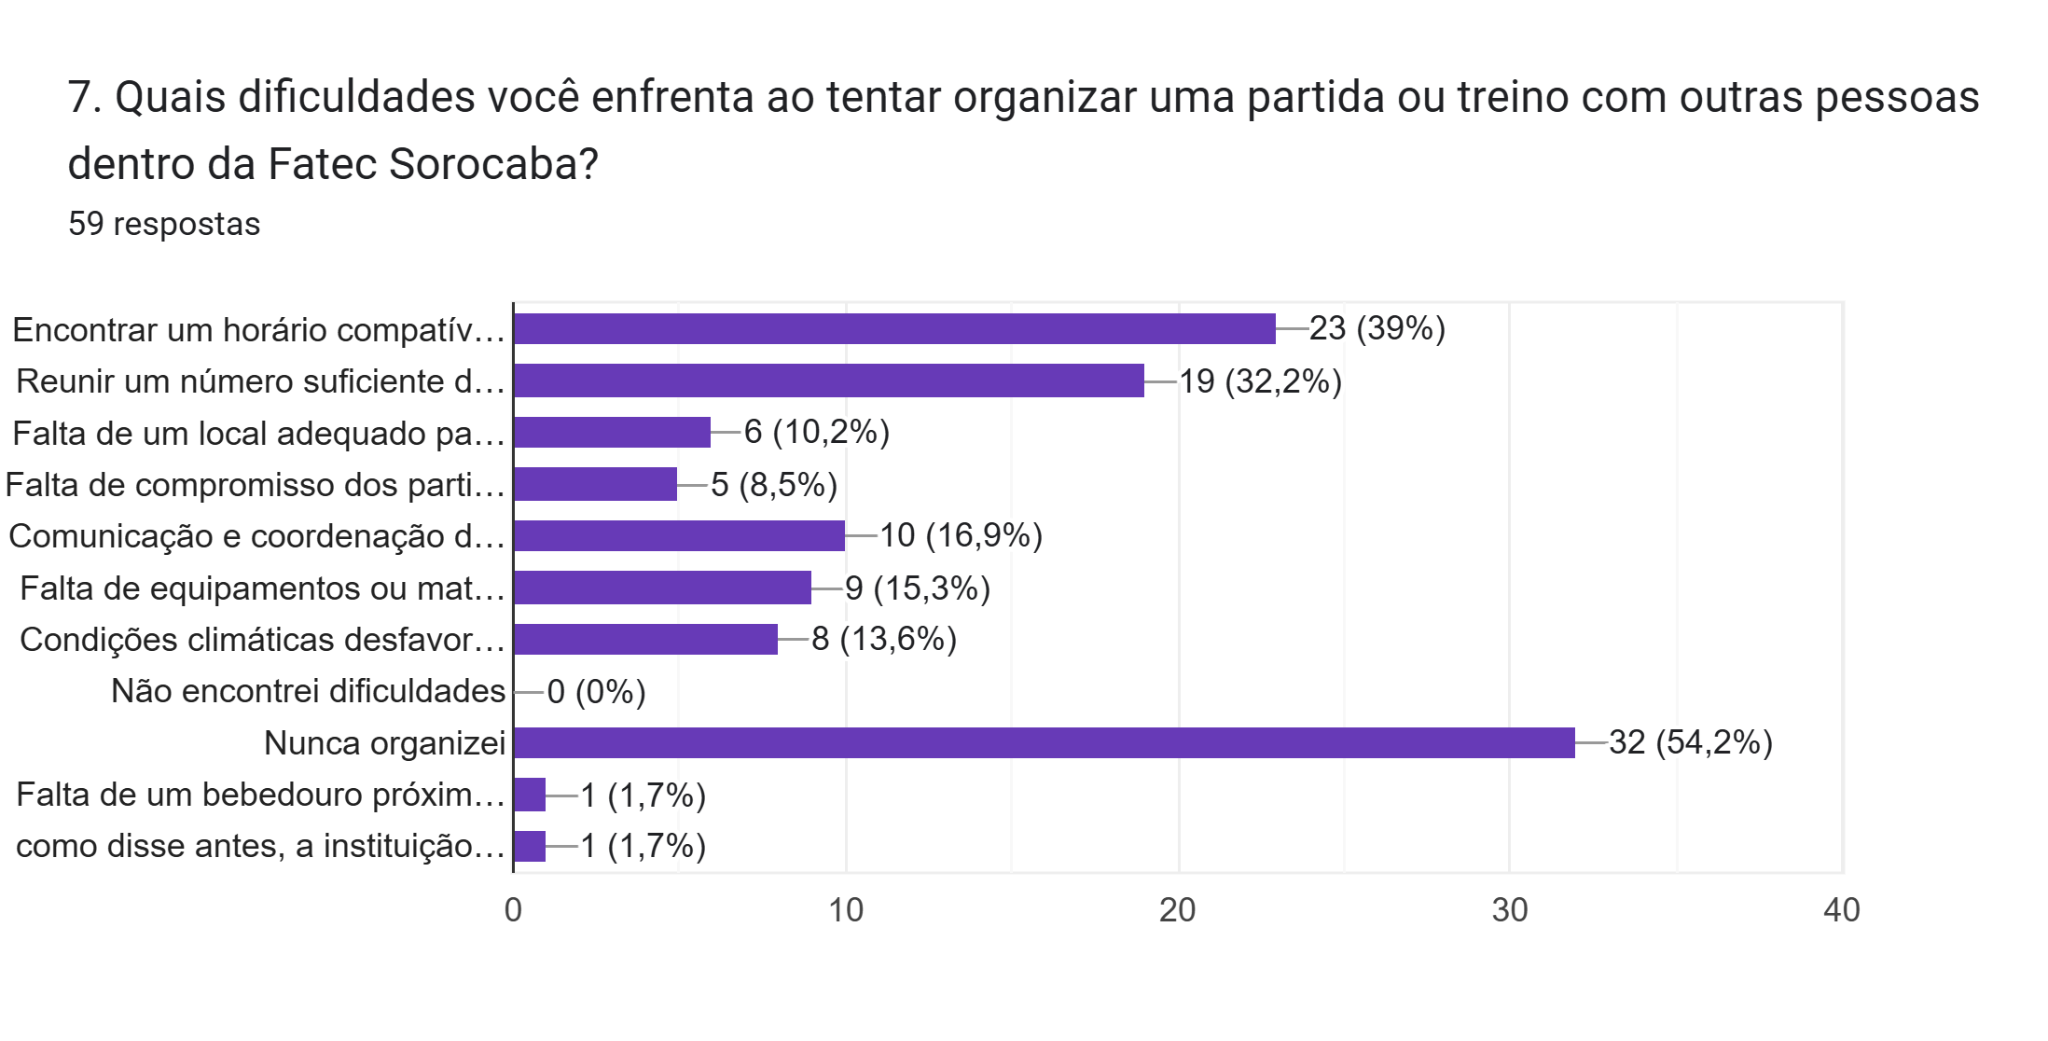 7. Quais dificuldades você enfrenta ao tentar organizar uma partida ou treino com outras pessoas
dentro da Fatec Sorocaba?
59 respostas
Encontrar um horário compatív… 23 (39%)
Reunir um número suficiente d… 19 (32,2%)
Falta de um local adequado pa… 6 (10,2%)
Falta de compromisso dos parti… 5 (8,5%)
Comunicação e coordenação d… 10 (16,9%)
Falta de equipamentos ou mat… 9 (15,3%)
Condições climáticas desfavor… 8 (13,6%)
Não encontrei dificuldades 0 (0%)
Nunca organizei 32 (54,2%)
Falta de um bebedouro próxim… 1 (1,7%)
como disse antes, a instituição… 1 (1,7%)
0 10 20 30 40